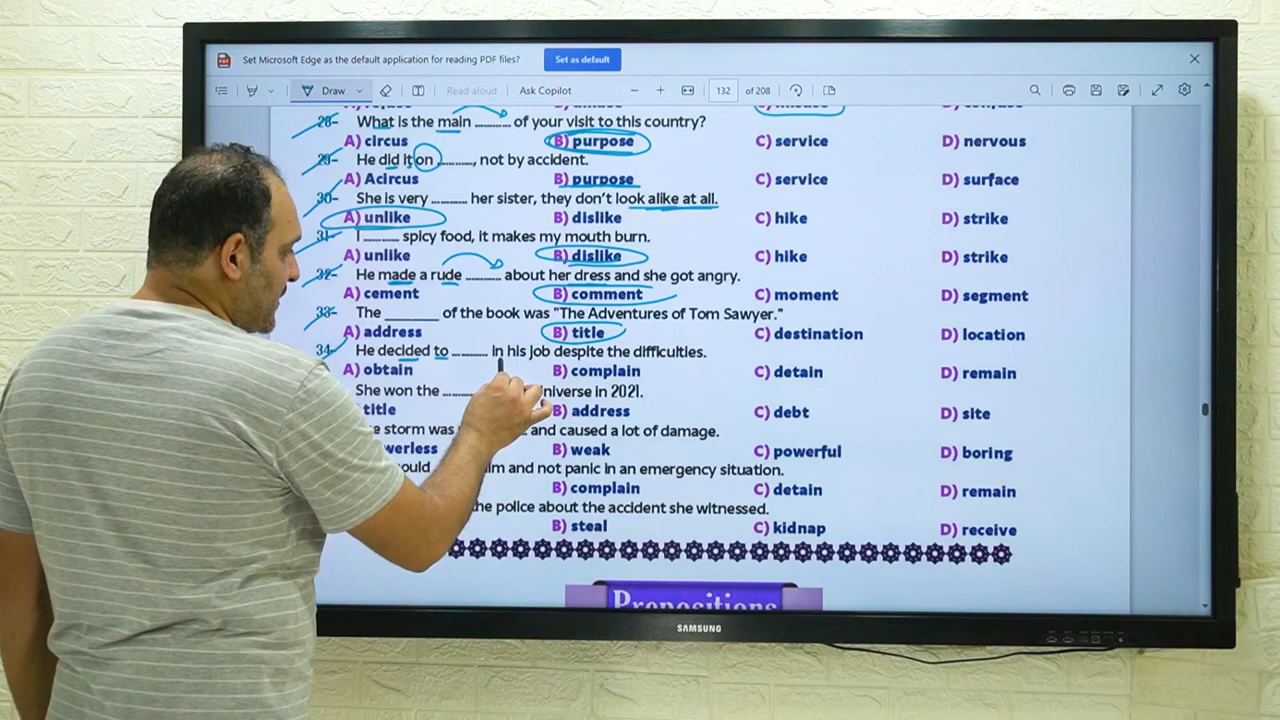 Set Microsoft Edge as the default application for reading PDF files? Set as default
Draw Read aloud Ask Copilot 132 of 208
28- What is the main .......... of your visit to this country?
A) circus B) purpose C) service D) nervous
29- He did it on .........., not by accident.
A) Acircus B) purpose C) service D) surface
30- She is very .......... her sister, they don't look alike at all.
A) unlike B) dislike C) hike D) strike
31- I .......... spicy food, it makes my mouth burn.
A) unlike B) dislike C) hike D) strike
32- He made a rude .......... about her dress and she got angry.
A) cement B) comment C) moment D) segment
33- The ________ of the book was "The Adventures of Tom Sawyer."
A) address B) title C) destination D) location
34- He decided to .......... in his job despite the difficulties.
A) obtain B) complain C) detain D) remain
She won the .......... niverse in 2021.
title B) address C) debt D) site
storm was and caused a lot of damage.
werless B) weak C) powerful D) boring
ould lm and not panic in an emergency situation.
B) complain C) detain D) remain
the police about the accident she witnessed.
B) steal C) kidnap D) receive
Prepositions
SAMSUNG